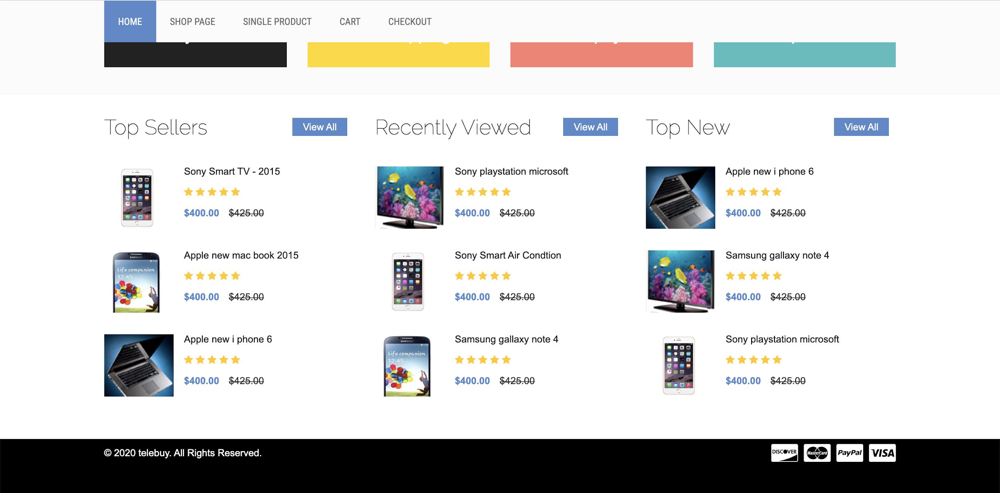 HOME SHOP PAGE SINGLE PRODUCT CART CHECKOUT
Top Sellers View All
Sony Smart TV - 2015
$400.00 $425.00
SAMSUNG
Life companion
12:45
Apple new mac book 2015
$400.00 $425.00
Apple new i phone 6
$400.00 $425.00
Recently Viewed View All
Sony playstation microsoft
$400.00 $425.00
Sony Smart Air Condtion
$400.00 $425.00
SAMSUNG
Life companion
12:45
Samsung gallaxy note 4
$400.00 $425.00
Top New View All
Apple new i phone 6
$400.00 $425.00
Samsung gallaxy note 4
$400.00 $425.00
Sony playstation microsoft
$400.00 $425.00
© 2020 telebuy. All Rights Reserved.
DISCOVER MasterCard PayPal VISA